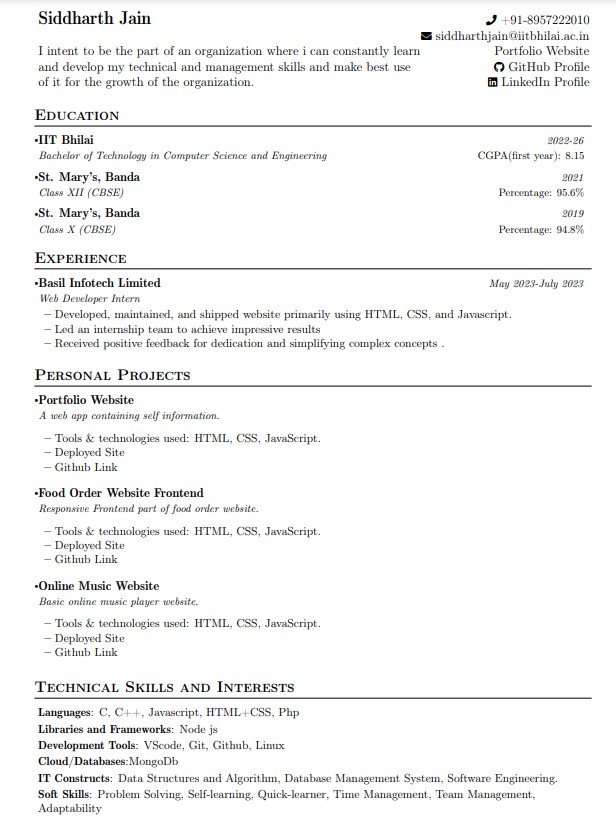 Siddharth Jain
+91-8957222010
siddharthjain@iitbhilai.ac.in
I intent to be the part of an organization where i can constantly learn
Portfolio Website
and develop my technical and management skills and make best use
GitHub Profile
of it for the growth of the organization.
LinkedIn Profile
EDUCATION
•IIT Bhilai 2022-26
Bachelor of Technology in Computer Science and Engineering CGPA(first year): 8.15
•St. Mary's, Banda 2021
Class XII (CBSE) Percentage: 95.6%
•St. Mary's, Banda 2019
Class X (CBSE) Percentage: 94.8%
EXPERIENCE
•Basil Infotech Limited May 2023-July 2023
Web Developer Intern
– Developed, maintained, and shipped website primarily using HTML, CSS, and Javascript.
– Led an internship team to achieve impressive results
– Received positive feedback for dedication and simplifying complex concepts .
PERSONAL PROJECTS
•Portfolio Website
A web app containing self information.
– Tools & technologies used: HTML, CSS, JavaScript.
– Deployed Site
– Github Link
•Food Order Website Frontend
Responsive Frontend part of food order website.
– Tools & technologies used: HTML, CSS, JavaScript.
– Deployed Site
– Github Link
•Online Music Website
Basic online music player website.
– Tools & technologies used: HTML, CSS, JavaScript.
– Deployed Site
– Github Link
TECHNICAL SKILLS AND INTERESTS
Languages: C, C++, Javascript, HTML+CSS, Php
Libraries and Frameworks: Node js
Development Tools: VScode, Git, Github, Linux
Cloud/Databases:MongoDb
IT Constructs: Data Structures and Algorithm, Database Management System, Software Engineering.
Soft Skills: Problem Solving, Self-learning, Quick-learner, Time Management, Team Management,
Adaptability